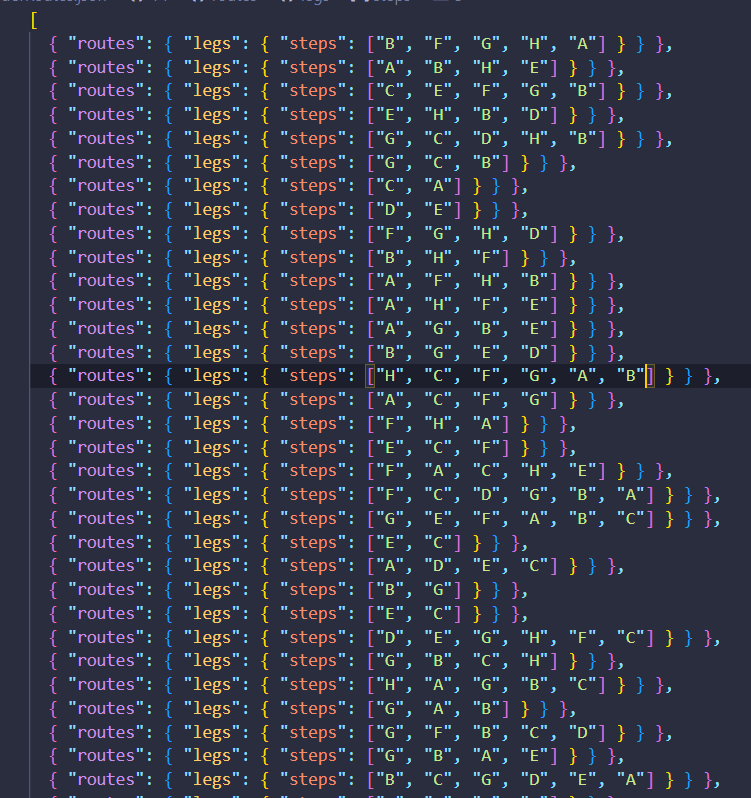 [
{ "routes": { "legs": { "steps": ["B", "F", "G", "H", "A"] } } },
{ "routes": { "legs": { "steps": ["A", "B", "H", "E"] } } },
{ "routes": { "legs": { "steps": ["C", "E", "F", "G", "B"] } } },
{ "routes": { "legs": { "steps": ["E", "H", "B", "D"] } } },
{ "routes": { "legs": { "steps": ["G", "C", "D", "H", "B"] } } },
{ "routes": { "legs": { "steps": ["G", "C", "B"] } } },
{ "routes": { "legs": { "steps": ["C", "A"] } } },
{ "routes": { "legs": { "steps": ["D", "E"] } } },
{ "routes": { "legs": { "steps": ["F", "G", "H", "D"] } } },
{ "routes": { "legs": { "steps": ["B", "H", "F"] } } },
{ "routes": { "legs": { "steps": ["A", "F", "H", "B"] } } },
{ "routes": { "legs": { "steps": ["A", "H", "F", "E"] } } },
{ "routes": { "legs": { "steps": ["A", "G", "B", "E"] } } },
{ "routes": { "legs": { "steps": ["B", "G", "E", "D"] } } },
{ "routes": { "legs": { "steps": ["H", "C", "F", "G", "A", "B"] } } },
{ "routes": { "legs": { "steps": ["A", "C", "F", "G"] } } },
{ "routes": { "legs": { "steps": ["F", "H", "A"] } } },
{ "routes": { "legs": { "steps": ["E", "C", "F"] } } },
{ "routes": { "legs": { "steps": ["F", "A", "C", "H", "E"] } } },
{ "routes": { "legs": { "steps": ["F", "C", "D", "G", "B", "A"] } } },
{ "routes": { "legs": { "steps": ["G", "E", "F", "A", "B", "C"] } } },
{ "routes": { "legs": { "steps": ["E", "C"] } } },
{ "routes": { "legs": { "steps": ["A", "D", "E", "C"] } } },
{ "routes": { "legs": { "steps": ["B", "G"] } } },
{ "routes": { "legs": { "steps": ["E", "C"] } } },
{ "routes": { "legs": { "steps": ["D", "E", "G", "H", "F", "C"] } } },
{ "routes": { "legs": { "steps": ["G", "B", "C", "H"] } } },
{ "routes": { "legs": { "steps": ["H", "A", "G", "B", "C"] } } },
{ "routes": { "legs": { "steps": ["G", "A", "B"] } } },
{ "routes": { "legs": { "steps": ["G", "F", "B", "C", "D"] } } },
{ "routes": { "legs": { "steps": ["G", "B", "A", "E"] } } },
{ "routes": { "legs": { "steps": ["B", "C", "G", "D", "E", "A"] } } },